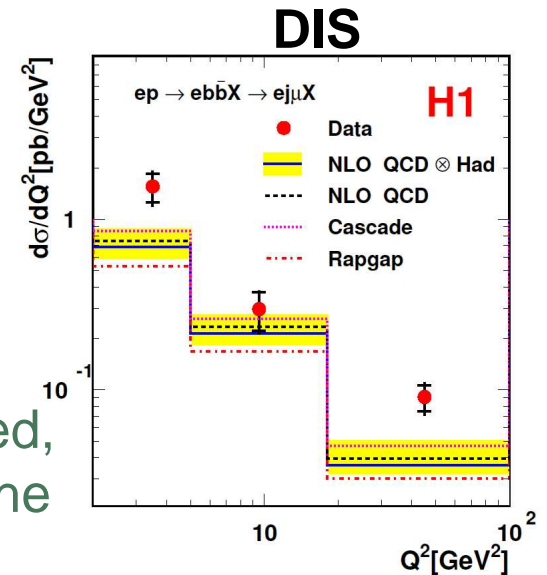 DIS
ep → ebb̄X → ejμX
H1
Data
NLO QCD ⊗ Had
NLO QCD
Cascade
Rapgap
dσ/dQ²[pb/GeV²]
1
10⁻¹
10
10²
Q²[GeV²]
ed,
ne